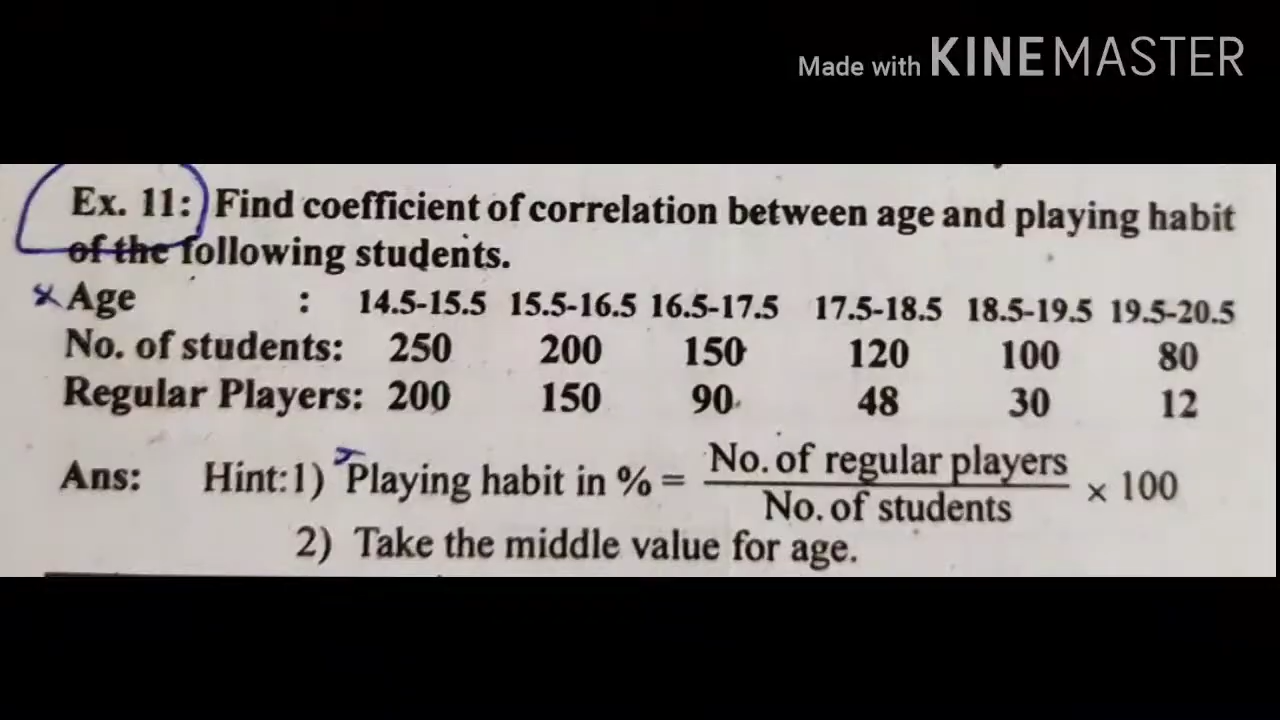 Made with KINEMASTER
Ex. 11: Find coefficient of correlation between age and playing habit
of the following students.
x Age : 14.5-15.5 15.5-16.5 16.5-17.5 17.5-18.5 18.5-19.5 19.5-20.5
No. of students: 250 200 150 120 100 80
Regular Players: 200 150 90 48 30 12
Ans: Hint:1) Playing habit in % = No. of regular players
No. of students
× 100
2) Take the middle value for age.